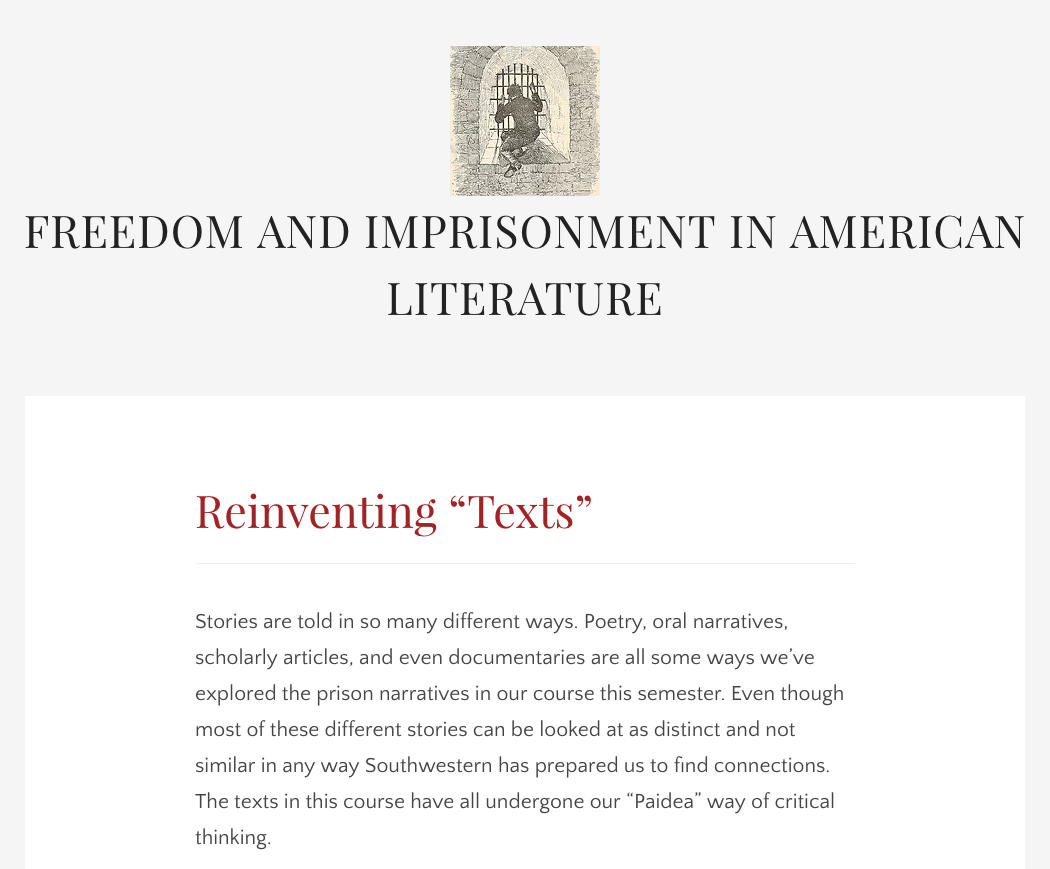 FREEDOM AND IMPRISONMENT IN AMERICAN
LITERATURE
Reinventing “Texts”
Stories are told in so many different ways. Poetry, oral narratives,
scholarly articles, and even documentaries are all some ways we’ve
explored the prison narratives in our course this semester. Even though
most of these different stories can be looked at as distinct and not
similar in any way Southwestern has prepared us to find connections.
The texts in this course have all undergone our “Paidea” way of critical
thinking.